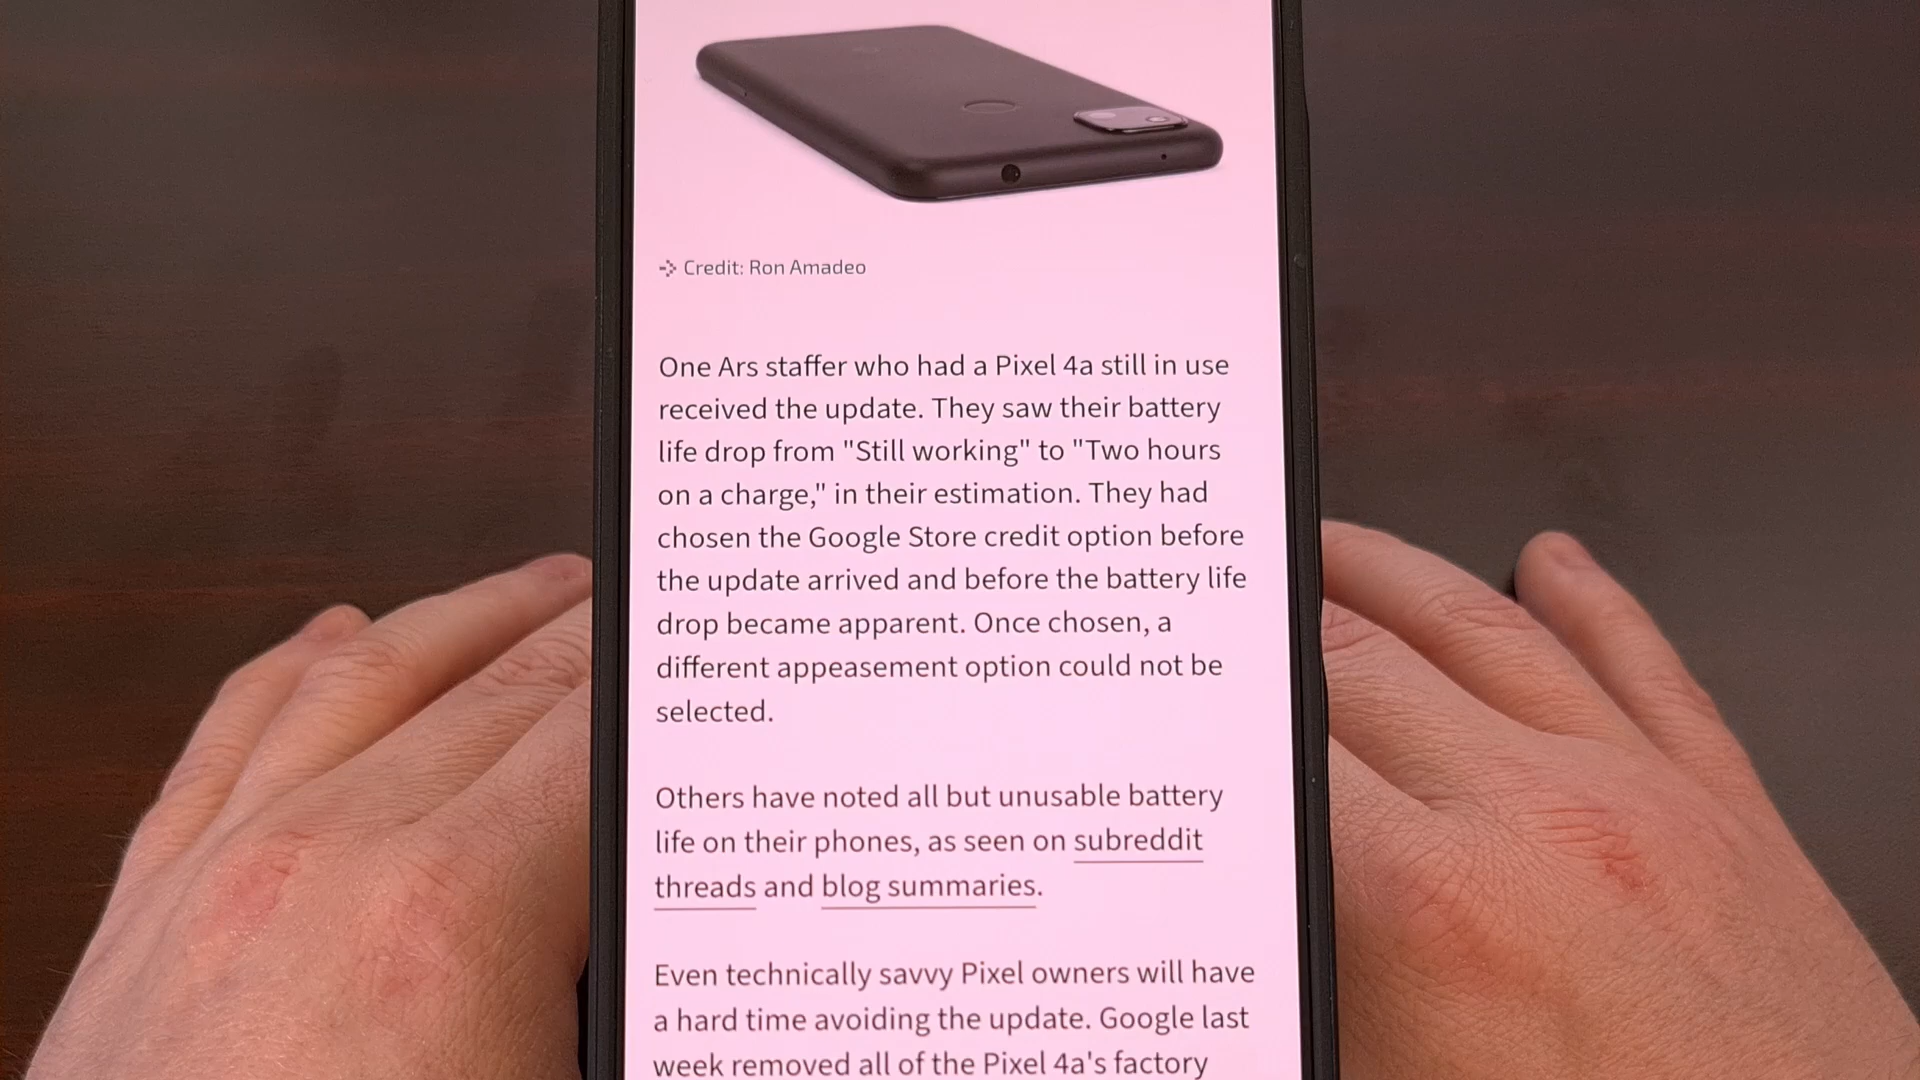 Credit: Ron Amadeo
One Ars staffer who had a Pixel 4a still in use
received the update. They saw their battery
life drop from "Still working" to "Two hours
on a charge," in their estimation. They had
chosen the Google Store credit option before
the update arrived and before the battery life
drop became apparent. Once chosen, a
different appeasement option could not be
selected.
Others have noted all but unusable battery
life on their phones, as seen on subreddit
threads and blog summaries.
Even technically savvy Pixel owners will have
a hard time avoiding the update. Google last
week removed all of the Pixel 4a's factory